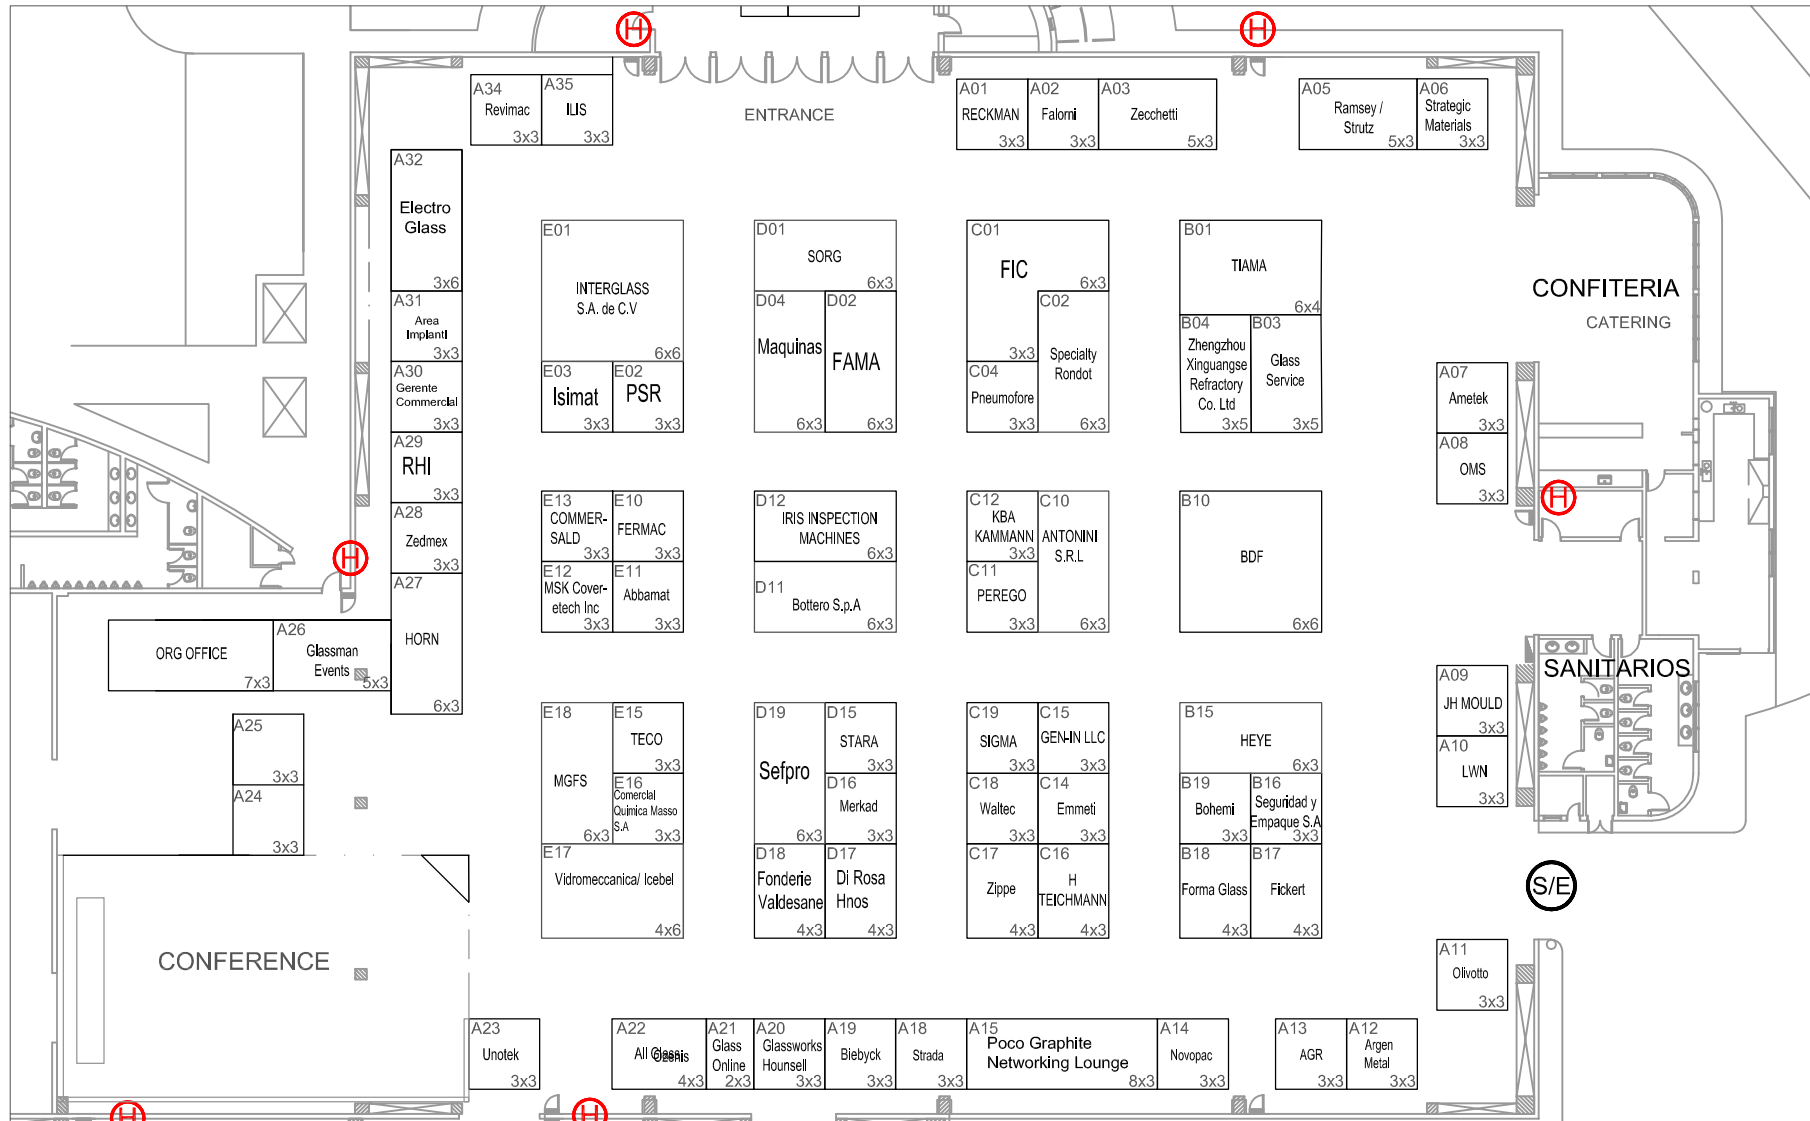 H
H
ENTRANCE
A34
Revimac
3x3
A35
ILIS
3x3
A01
RECKMAN
3x3
A02
Falorni
3x3
A03
Zecchetti
5x3
A05
Ramsey /
Strutz
5x3
A06
Strategic
Materials
3x3
A32
Electro
Glass
3x6
A31
Area
Implanti
3x3
A30
Gerente
Commercial
3x3
A29
RHI
3x3
A28
Zedmex
3x3
A27
HORN
6x3
E01
INTERGLASS
S.A. de C.V
6x6
E03
Isimat
3x3
E02
PSR
3x3
D01
SORG
6x3
D04
Maquinas
6x3
D02
FAMA
6x3
C01
FIC
6x3
3x3
C02
Specialty
Rondot
6x3
C04
Pneumofore
3x3
B01
TIAMA
6x4
B04
Zhengzhou
Xinguangse
Refractory
Co. Ltd
3x5
B03
Glass
Service
3x5
CONFITERIA
CATERING
A07
Ametek
3x3
A08
OMS
3x3
H
H
E13
COMMER-
SALD
3x3
E10
FERMAC
3x3
E12
MSK Cover-
etech Inc
3x3
E11
Abbamat
3x3
D12
IRIS INSPECTION
MACHINES
6x3
D11
Bottero S.p.A
6x3
C12
KBA
KAMMANN
3x3
C10
ANTONINI
S.R.L
6x3
C11
PEREGO
3x3
B10
BDF
6x6
ORG OFFICE
7x3
A26
Glassman
Events
5x3
A25
3x3
A24
3x3
SANITARIOS
A09
JH MOULD
3x3
A10
LWN
3x3
E18
MGFS
6x3
E15
TECO
3x3
E16
Comercial
Quimica Masso
S.A
3x3
E17
Vidromeccanica/ Icebel
4x6
D19
Sefpro
6x3
D15
STARA
3x3
D16
Merkad
3x3
D18
Fonderie
Valdesane
4x3
D17
Di Rosa
Hnos
4x3
C19
SIGMA
3x3
C15
GEN-IN LLC
3x3
C18
Waltec
3x3
C14
Emmeti
3x3
C17
Zippe
4x3
C16
H
TEICHMANN
4x3
B15
HEYE
6x3
B19
Bohemi
3x3
B16
Seguridad y
Empaque S.A
3x3
B18
Forma Glass
4x3
B17
Fickert
4x3
S/E
A11
Olivotto
3x3
CONFERENCE
A23
Unotek
3x3
A22
All Glass
4x3
A21
Glass
Online
2x3
A20
Glassworks
Hounsell
3x3
A19
Biebyck
3x3
A18
Strada
3x3
A15
Poco Graphite
Networking Lounge
8x3
A14
Novopac
3x3
A13
AGR
3x3
A12
Argen
Metal
3x3
H
H